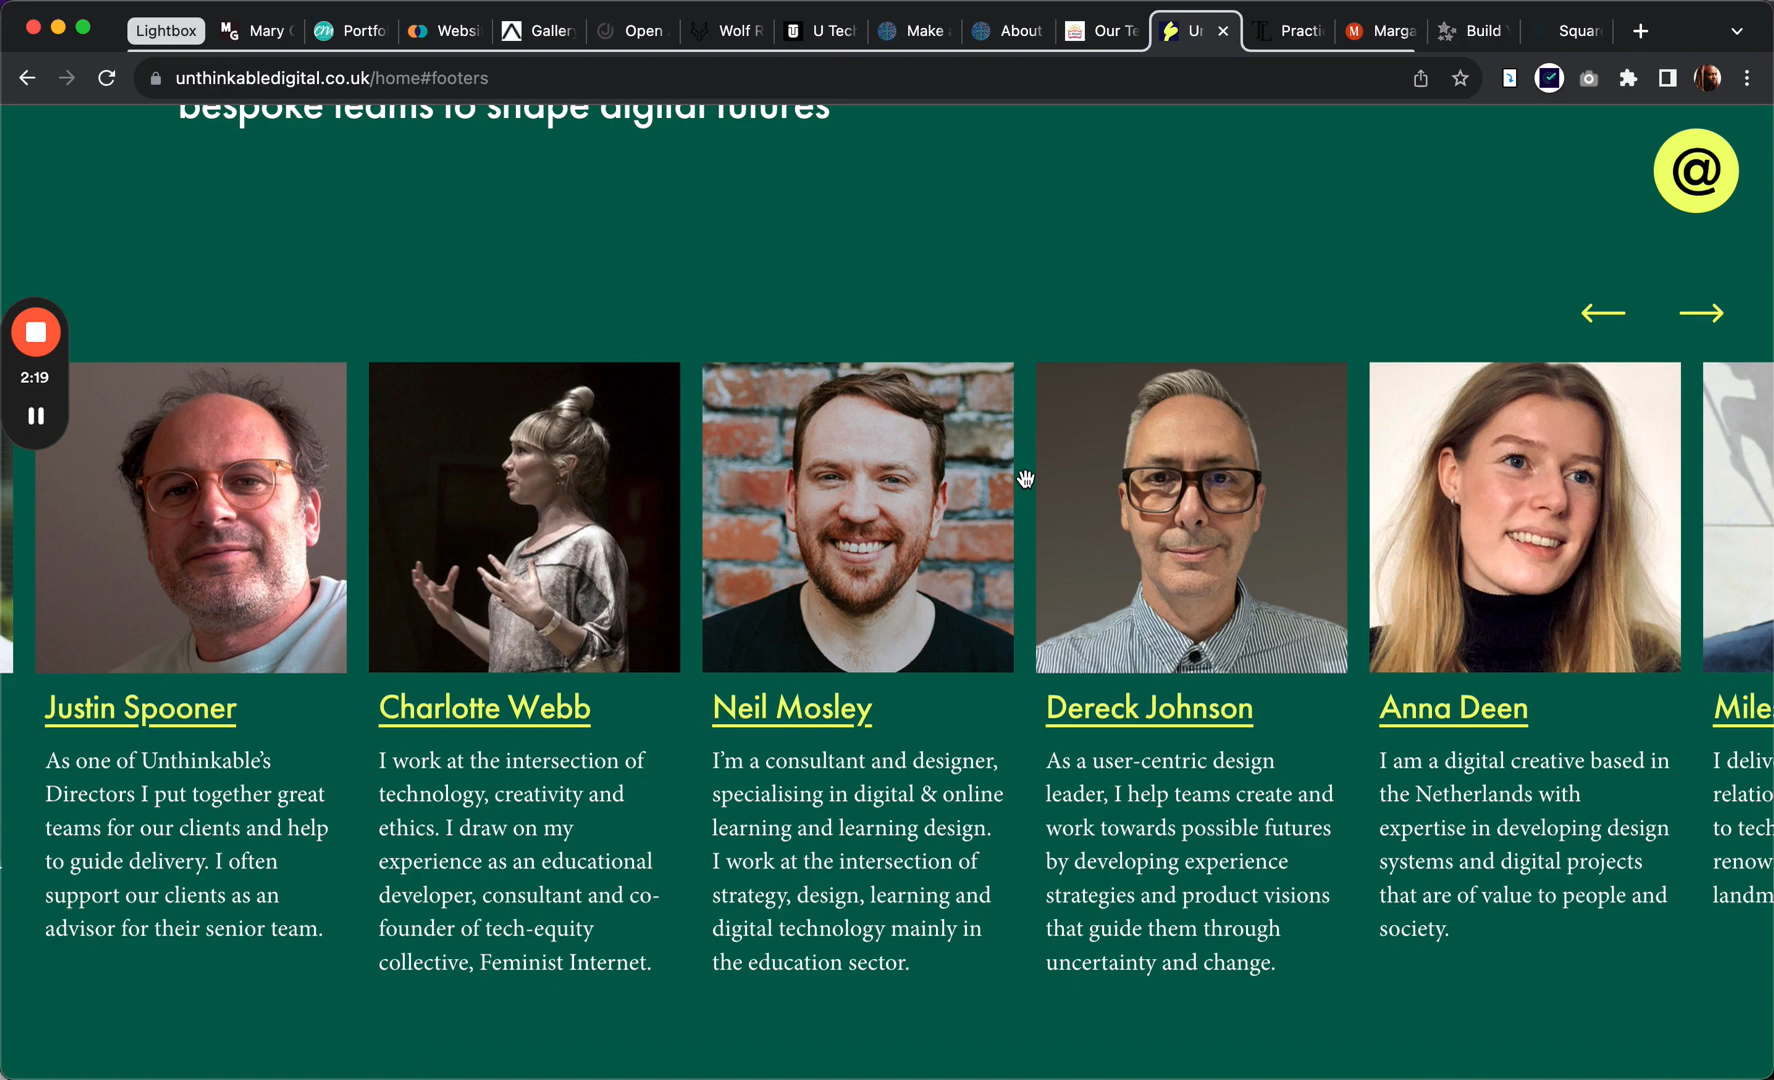 Lightbox
Mary
Portfo
Websi
Gallery
Open
Wolf R
U Tech
Make
About
Our Te
Un
Practi
Marga
Build
Squar
unthinkabledigital.co.uk/home#footers
bespoke teams to shape digital futures
@
2:19
Justin Spooner
As one of Unthinkable’s
Directors I put together great
teams for our clients and help
to guide delivery. I often
support our clients as an
advisor for their senior team.
Charlotte Webb
I work at the intersection of
technology, creativity and
ethics. I draw on my
experience as an educational
developer, consultant and co-
founder of tech-equity
collective, Feminist Internet.
Neil Mosley
I’m a consultant and designer,
specialising in digital & online
learning and learning design.
I work at the intersection of
strategy, design, learning and
digital technology mainly in
the education sector.
Dereck Johnson
As a user-centric design
leader, I help teams create and
work towards possible futures
by developing experience
strategies and product visions
that guide them through
uncertainty and change.
Anna Deen
I am a digital creative based in
the Netherlands with
expertise in developing design
systems and digital projects
that are of value to people and
society.
Miles
I deliv
relatio
to tech
renow
landm